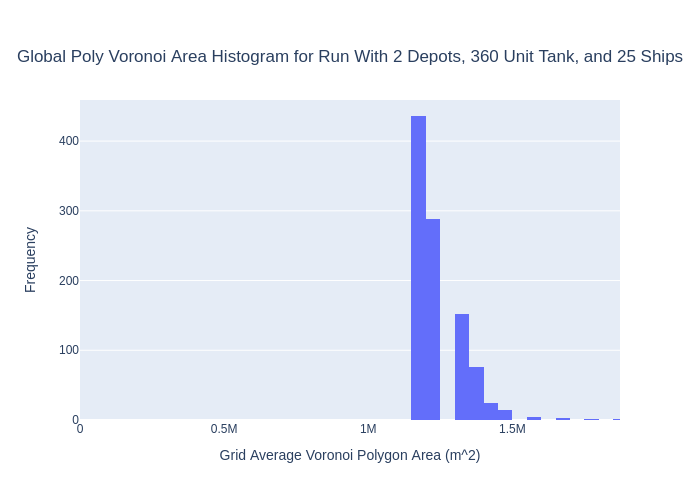 Global Poly Voronoi Area Histogram for Run With 2 Depots, 360 Unit Tank, and 25 Ships
400
300
200
100
0
0 0.5M 1M 1.5M
Frequency
Grid Average Voronoi Polygon Area (m^2)